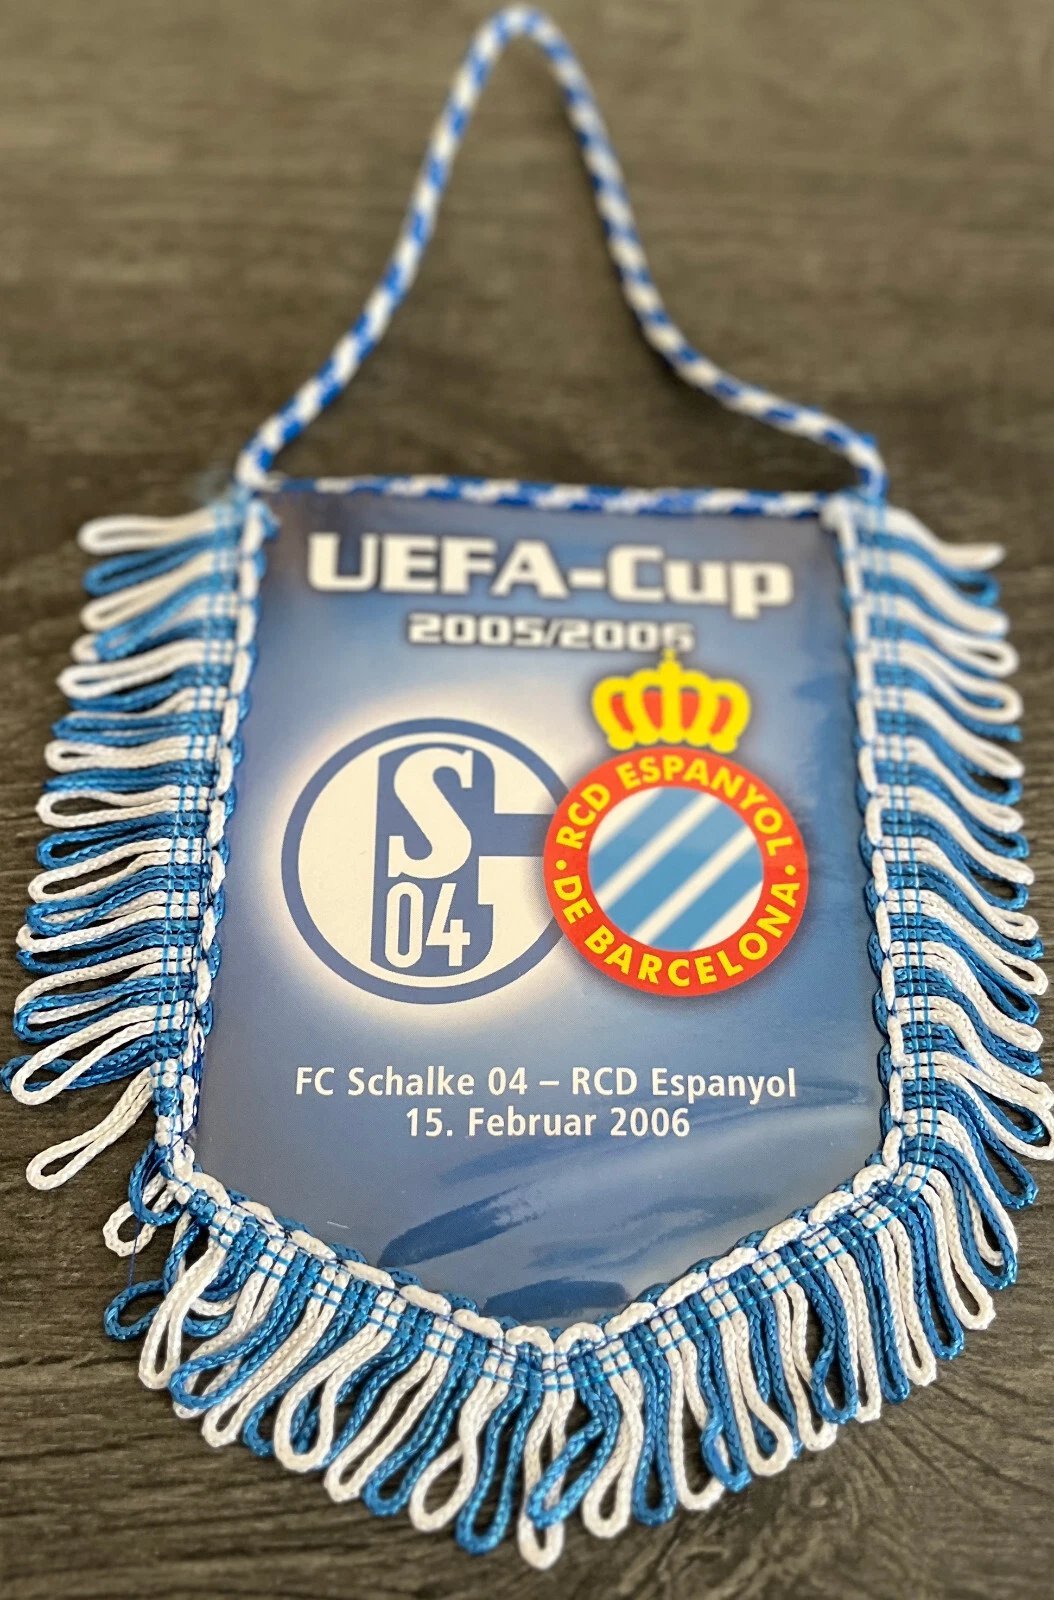 UEFA-Cup
2005/2006
S
04
RCD ESPANYOL
DE BARCELONA
FC Schalke 04 – RCD Espanyol
15. Februar 2006